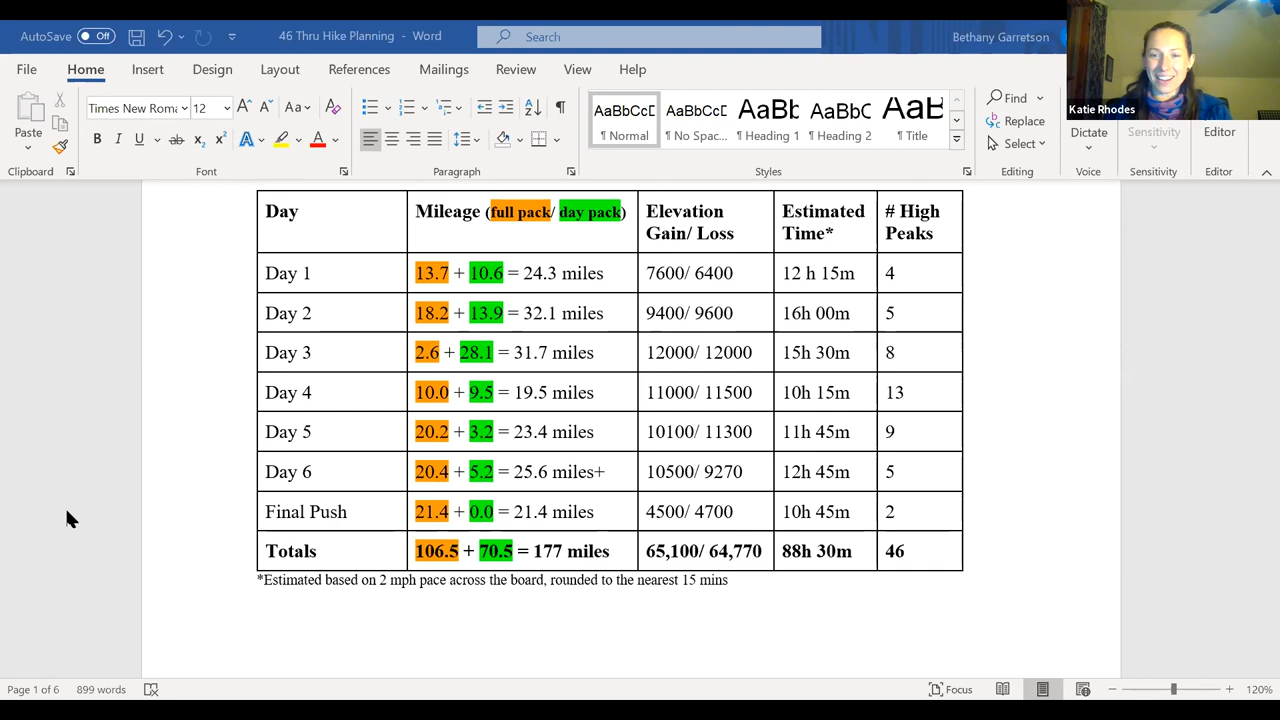 AutoSave Off 46 Thru Hike Planning - Word Search Bethany Garretson
File Home Insert Design Layout References Mailings Review View Help
Katie Rhodes
Paste
Times New Roma 12
Aa
B I U ab x2 x2 A A
AaBbCcD AaBbCcD AaBb( AaBbC AaB
¶ Normal ¶ No Spac... ¶ Heading 1 ¶ Heading 2 ¶ Title
Find
Replace
Select
Dictate Sensitivity Editor
Clipboard Font Paragraph Styles Editing Voice Sensitivity Editor
Day Mileage (full pack/ day pack) Elevation Gain/ Loss Estimated Time* # High Peaks
Day 1 13.7 + 10.6 = 24.3 miles 7600/ 6400 12 h 15m 4
Day 2 18.2 + 13.9 = 32.1 miles 9400/ 9600 16h 00m 5
Day 3 2.6 + 28.1 = 31.7 miles 12000/ 12000 15h 30m 8
Day 4 10.0 + 9.5 = 19.5 miles 11000/ 11500 10h 15m 13
Day 5 20.2 + 3.2 = 23.4 miles 10100/ 11300 11h 45m 9
Day 6 20.4 + 5.2 = 25.6 miles+ 10500/ 9270 12h 45m 5
Final Push 21.4 + 0.0 = 21.4 miles 4500/ 4700 10h 45m 2
Totals 106.5 + 70.5 = 177 miles 65,100/ 64,770 88h 30m 46
*Estimated based on 2 mph pace across the board, rounded to the nearest 15 mins
Page 1 of 6 899 words Focus 120%